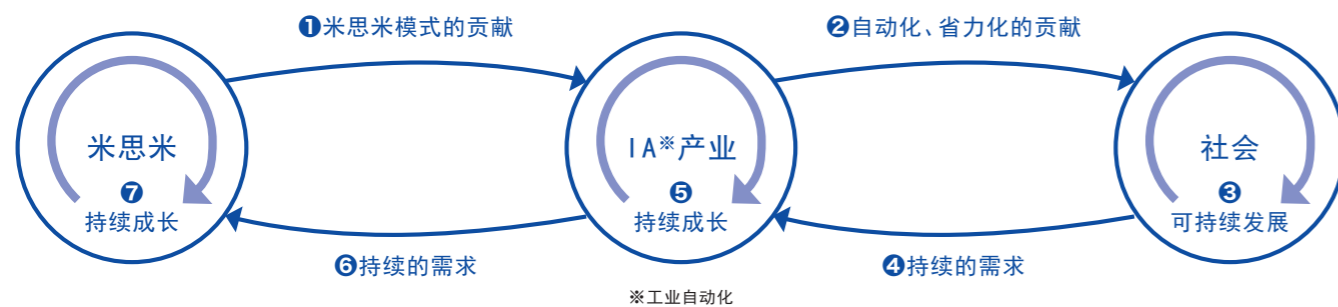 ❶米思米模式的贡献
❷自动化、省力化的贡献
米思米
❼
持续成长
IA※产业
❺
持续成长
社会
❸
可持续发展
❻持续的需求
❹持续的需求
※工业自动化